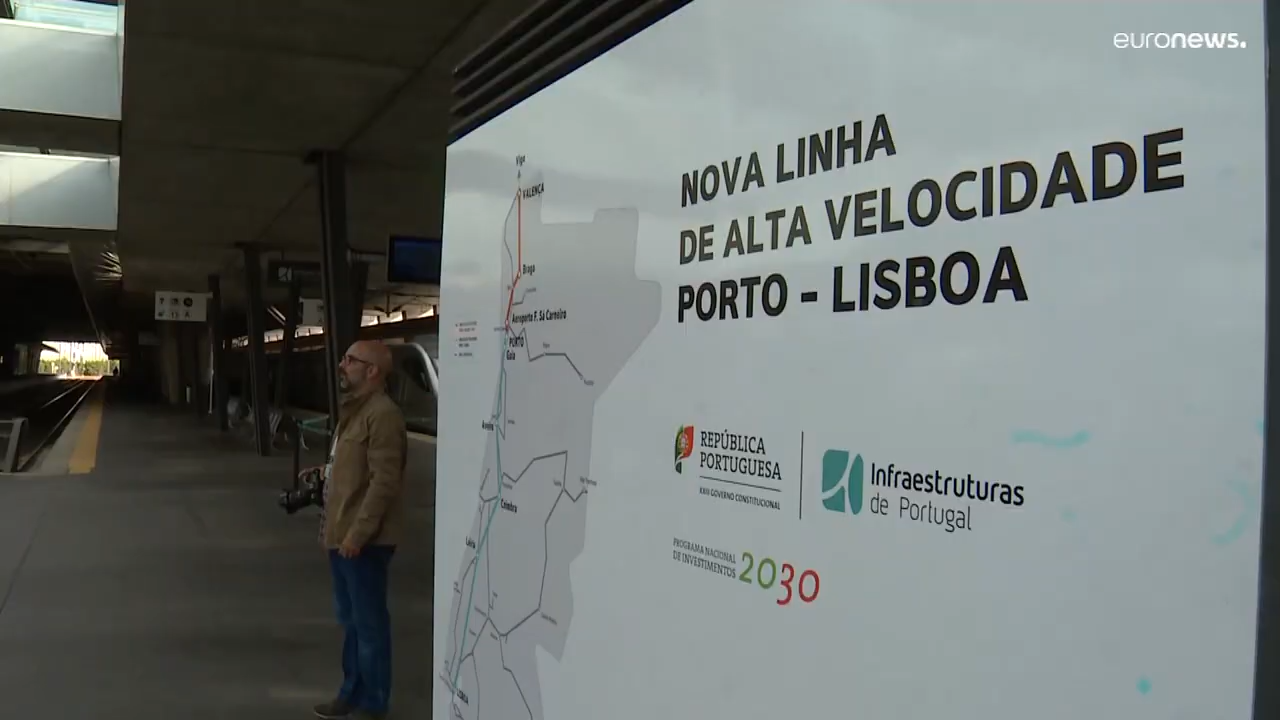 euronews.
NOVA LINHA
DE ALTA VELOCIDADE
PORTO - LISBOA
Vigo
VALENÇA
Braga
Aeroporto F. Sá Carneiro
PORTO
Gaia
Aveiro
Coimbra
Leiria
REPÚBLICA
PORTUGUESA
XXIII GOVERNO CONSTITUCIONAL
Infraestruturas
de Portugal
PROGRAMA NACIONAL
DE INVESTIMENTOS
2030